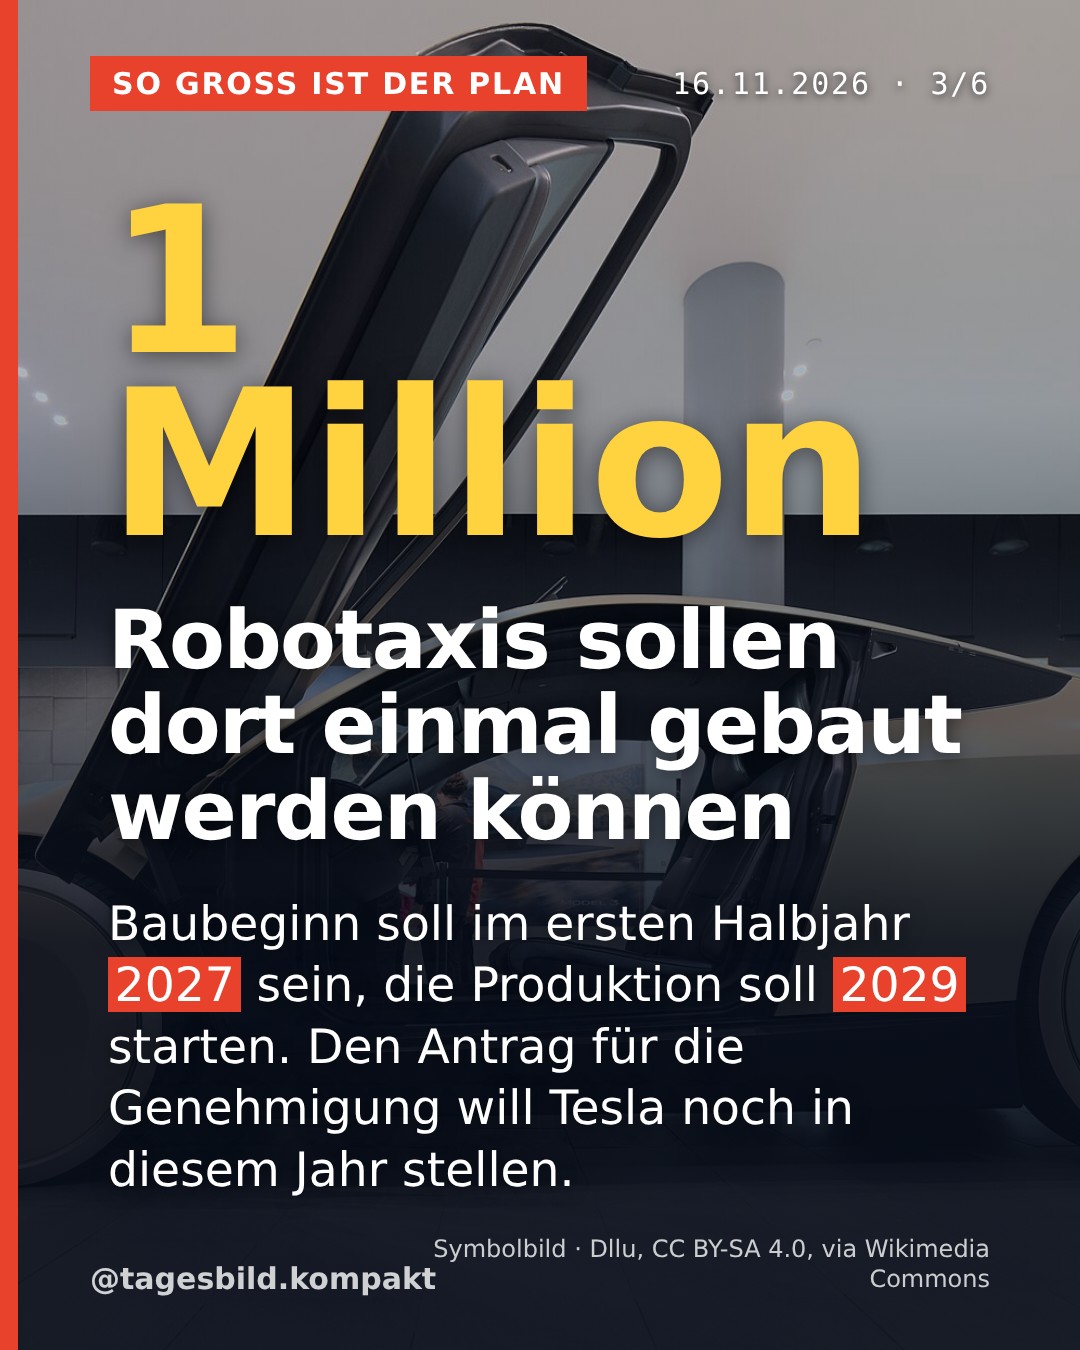 SO GROSS IST DER PLAN
16.11.2026 · 3/6
1
Million
Robotaxis sollen
dort einmal gebaut
werden können
Baubeginn soll im ersten Halbjahr
2027 sein, die Produktion soll 2029
starten. Den Antrag für die
Genehmigung will Tesla noch in
diesem Jahr stellen.
Symbolbild · Dllu, CC BY-SA 4.0, via Wikimedia
Commons
@tagesbild.kompakt